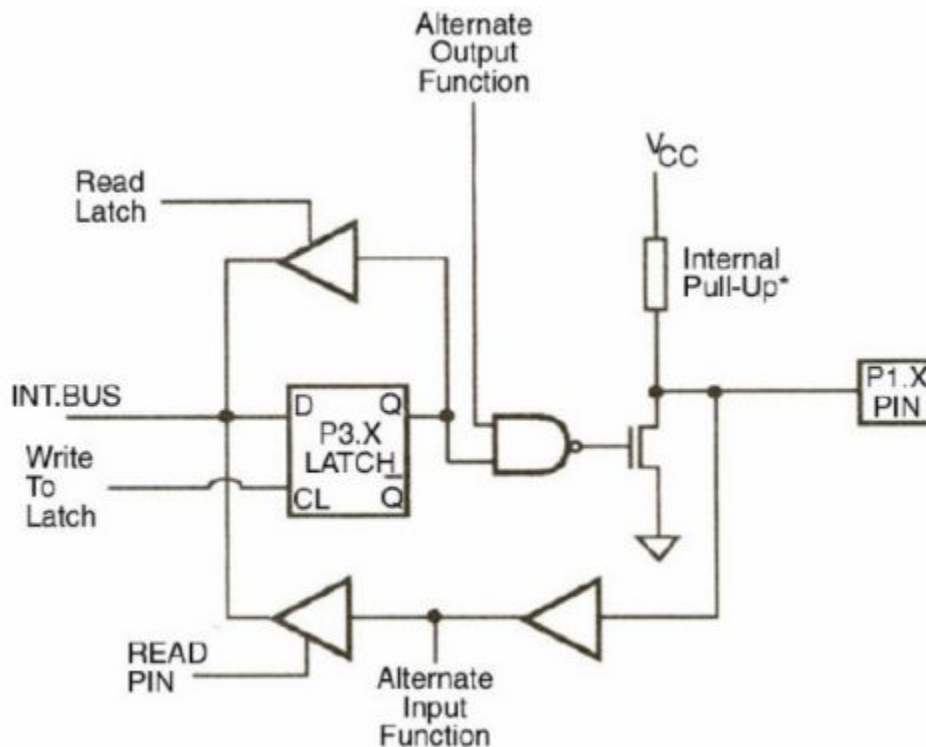 Alternate
Output
Function
VCC
Read
Latch
Internal
Pull-Up*
INT.BUS
D Q
P3.X
LATCH
CL Q
P1.X
PIN
Write
To
Latch
READ
PIN
Alternate
Input
Function